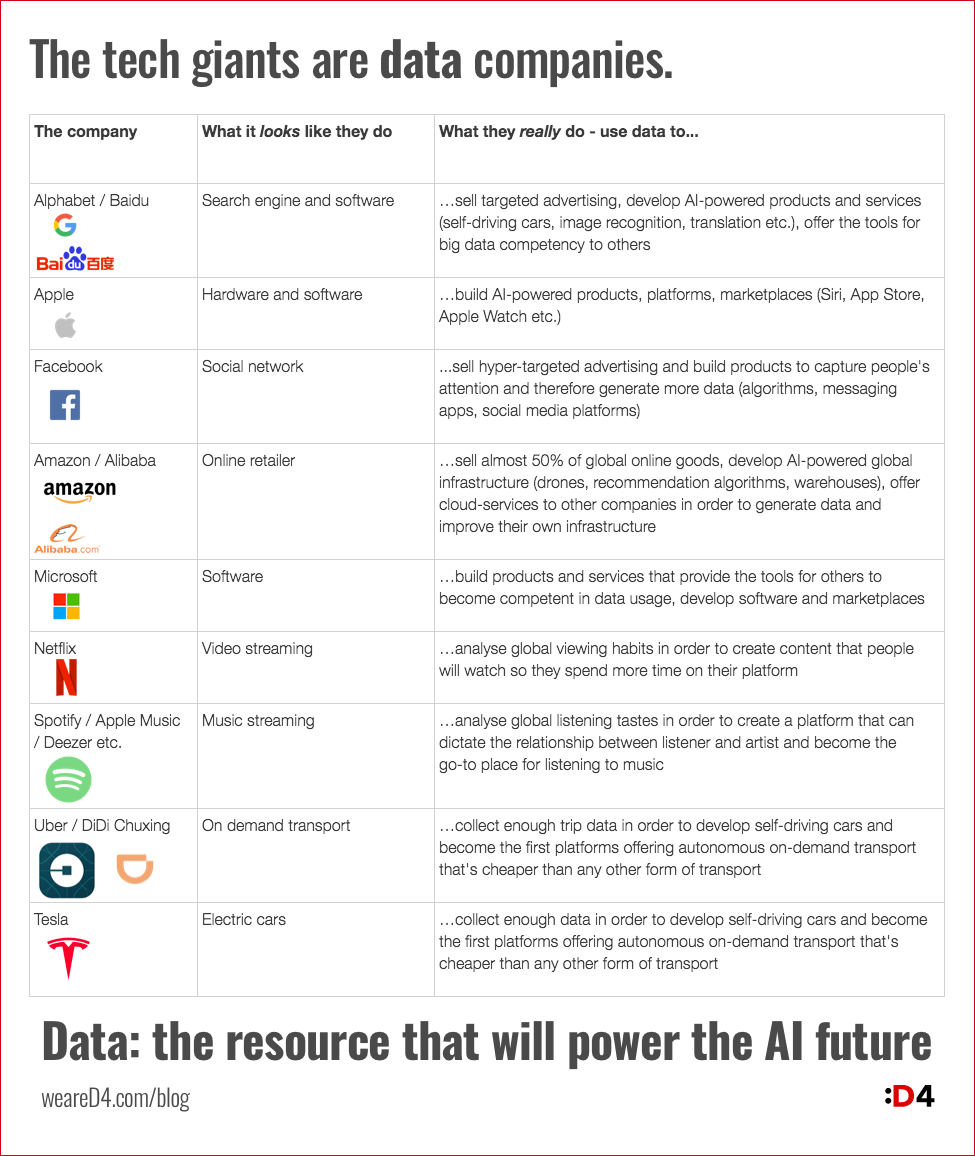 The tech giants are data companies.
The company
What it looks like they do
What they really do - use data to...
Alphabet / Baidu
G
Bai du 百度
Search engine and software
…sell targeted advertising, develop AI-powered products and services
(self-driving cars, image recognition, translation etc.), offer the tools for
big data competency to others
Apple
Hardware and software
…build AI-powered products, platforms, marketplaces (Siri, App Store,
Apple Watch etc.)
Facebook
f
Social network
...sell hyper-targeted advertising and build products to capture people's
attention and therefore generate more data (algorithms, messaging
apps, social media platforms)
Amazon / Alibaba
amazon
Alibaba.com
Online retailer
…sell almost 50% of global online goods, develop AI-powered global
infrastructure (drones, recommendation algorithms, warehouses), offer
cloud-services to other companies in order to generate data and
improve their own infrastructure
Microsoft
Software
…build products and services that provide the tools for others to
become competent in data usage, develop software and marketplaces
Netflix
N
Video streaming
…analyse global viewing habits in order to create content that people
will watch so they spend more time on their platform
Spotify / Apple Music
/ Deezer etc.
Music streaming
…analyse global listening tastes in order to create a platform that can
dictate the relationship between listener and artist and become the
go-to place for listening to music
Uber / DiDi Chuxing
On demand transport
…collect enough trip data in order to develop self-driving cars and
become the first platforms offering autonomous on-demand transport
that's cheaper than any other form of transport
Tesla
T
Electric cars
…collect enough data in order to develop self-driving cars and become
the first platforms offering autonomous on-demand transport that's
cheaper than any other form of transport
Data: the resource that will power the AI future
weareD4.com/blog
:D4